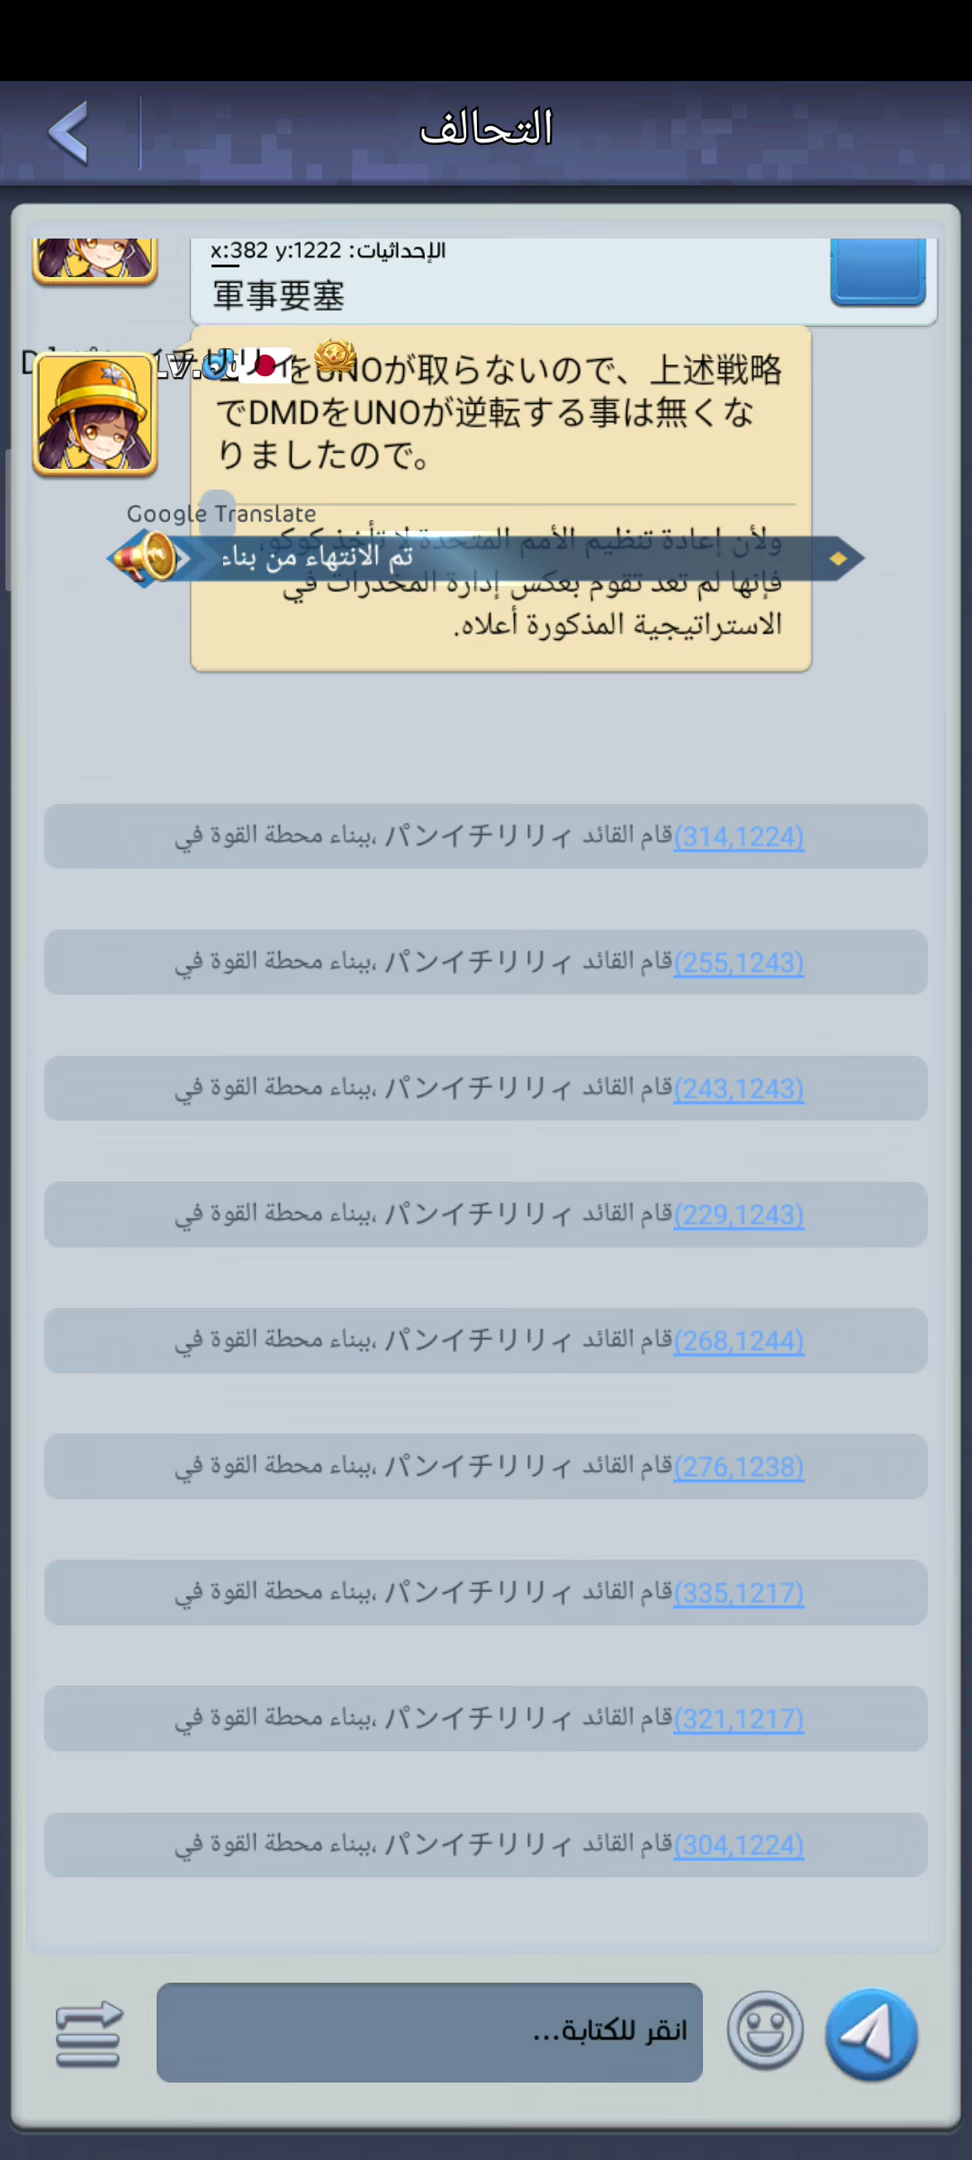 التحالف
الإحداثيات: x:382 y:1222
軍事要塞
をUNOが取らないので、上述戦略
でDMDをUNOが逆転する事は無くな
りましたので。
Google Translate
ولأن إعادة تنظيم الأمم المتحدة لا تأخذ كوكو،
تم الانتهاء من بناء
فإنها لم تعد تقوم بعكس إدارة المخدرات في
الاستراتيجية المذكورة أعلاه.
قام القائد パンイチリリィ ،ببناء محطة القوة في(314,1224)
قام القائد パンイチリリィ ،ببناء محطة القوة في(255,1243)
قام القائد パンイチリリィ ،ببناء محطة القوة في(243,1243)
قام القائد パンイチリリィ ،ببناء محطة القوة في(229,1243)
قام القائد パンイチリリィ ،ببناء محطة القوة في(268,1244)
قام القائد パンイチリリィ ،ببناء محطة القوة في(276,1238)
قام القائد パンイチリリィ ،ببناء محطة القوة في(335,1217)
قام القائد パンイチリリィ ،ببناء محطة القوة في(321,1217)
قام القائد パンイチリリィ ،ببناء محطة القوة في(304,1224)
انقر للكتابة...